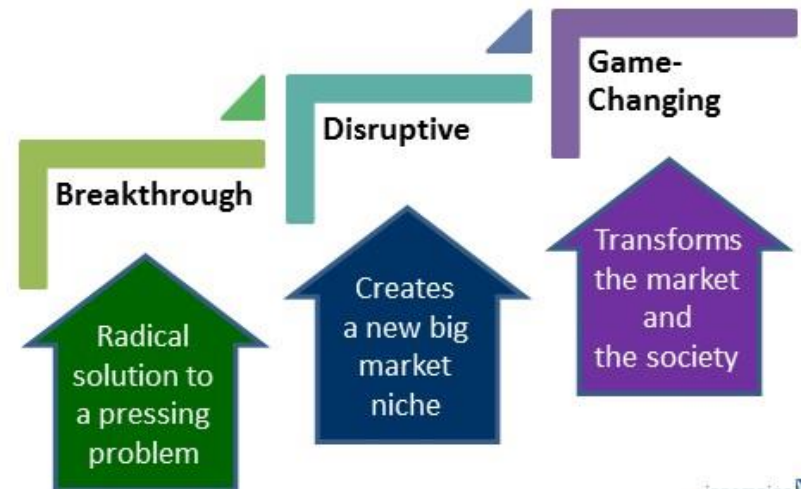 Breakthrough
Radical
solution to
a pressing
problem
Disruptive
Creates
a new big
market
niche
Game-
Changing
Transforms
the market
and
the society